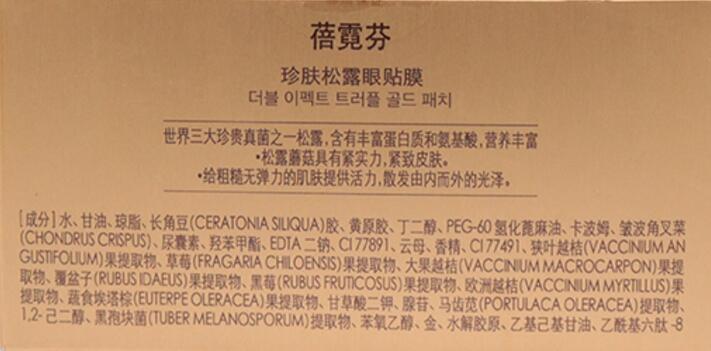 蓓霓芬
珍肤松露眼贴膜
더블 이펙트 트러플 골드 패치
世界三大珍贵真菌之一松露,含有丰富蛋白质和氨基酸,营养丰富
•松露蘑菇具有紧实力,紧致皮肤。
•给粗糙无弹力的肌肤提供活力,散发由内而外的光泽。
[成分]水、甘油、琼脂、长角豆(CERATONIA SILIQUA)胶、黄原胶、丁二醇、PEG-60氢化蓖麻油、卡波姆、皱波角叉菜
(CHONDRUS CRISPUS)、尿囊素、羟苯甲酯、EDTA二钠、CI 77891、云母、香精、CI 77491、狭叶越桔(VACCINIUM AN
GUSTIFOLIUM)果提取物、草莓(FRAGARIA CHILOENSIS)果提取物、大果越桔(VACCINIUM MACROCARPON)果提
取物、覆盆子(RUBUS IDAEUS)果提取物、黑莓(RUBUS FRUTICOSUS)果提取物、欧洲越桔(VACCINIUM MYRTILLUS)果
提取物、蔬食埃塔棕(EUTERPE OLERACEA)果提取物、甘草酸二钾、腺苷、马齿苋(PORTULACA OLERACEA)提取物、
1,2-己二醇、黑孢块菌(TUBER MELANOSPORUM)提取物、苯氧乙醇、金、水解胶原、乙基己基甘油、乙酰基六肽-8